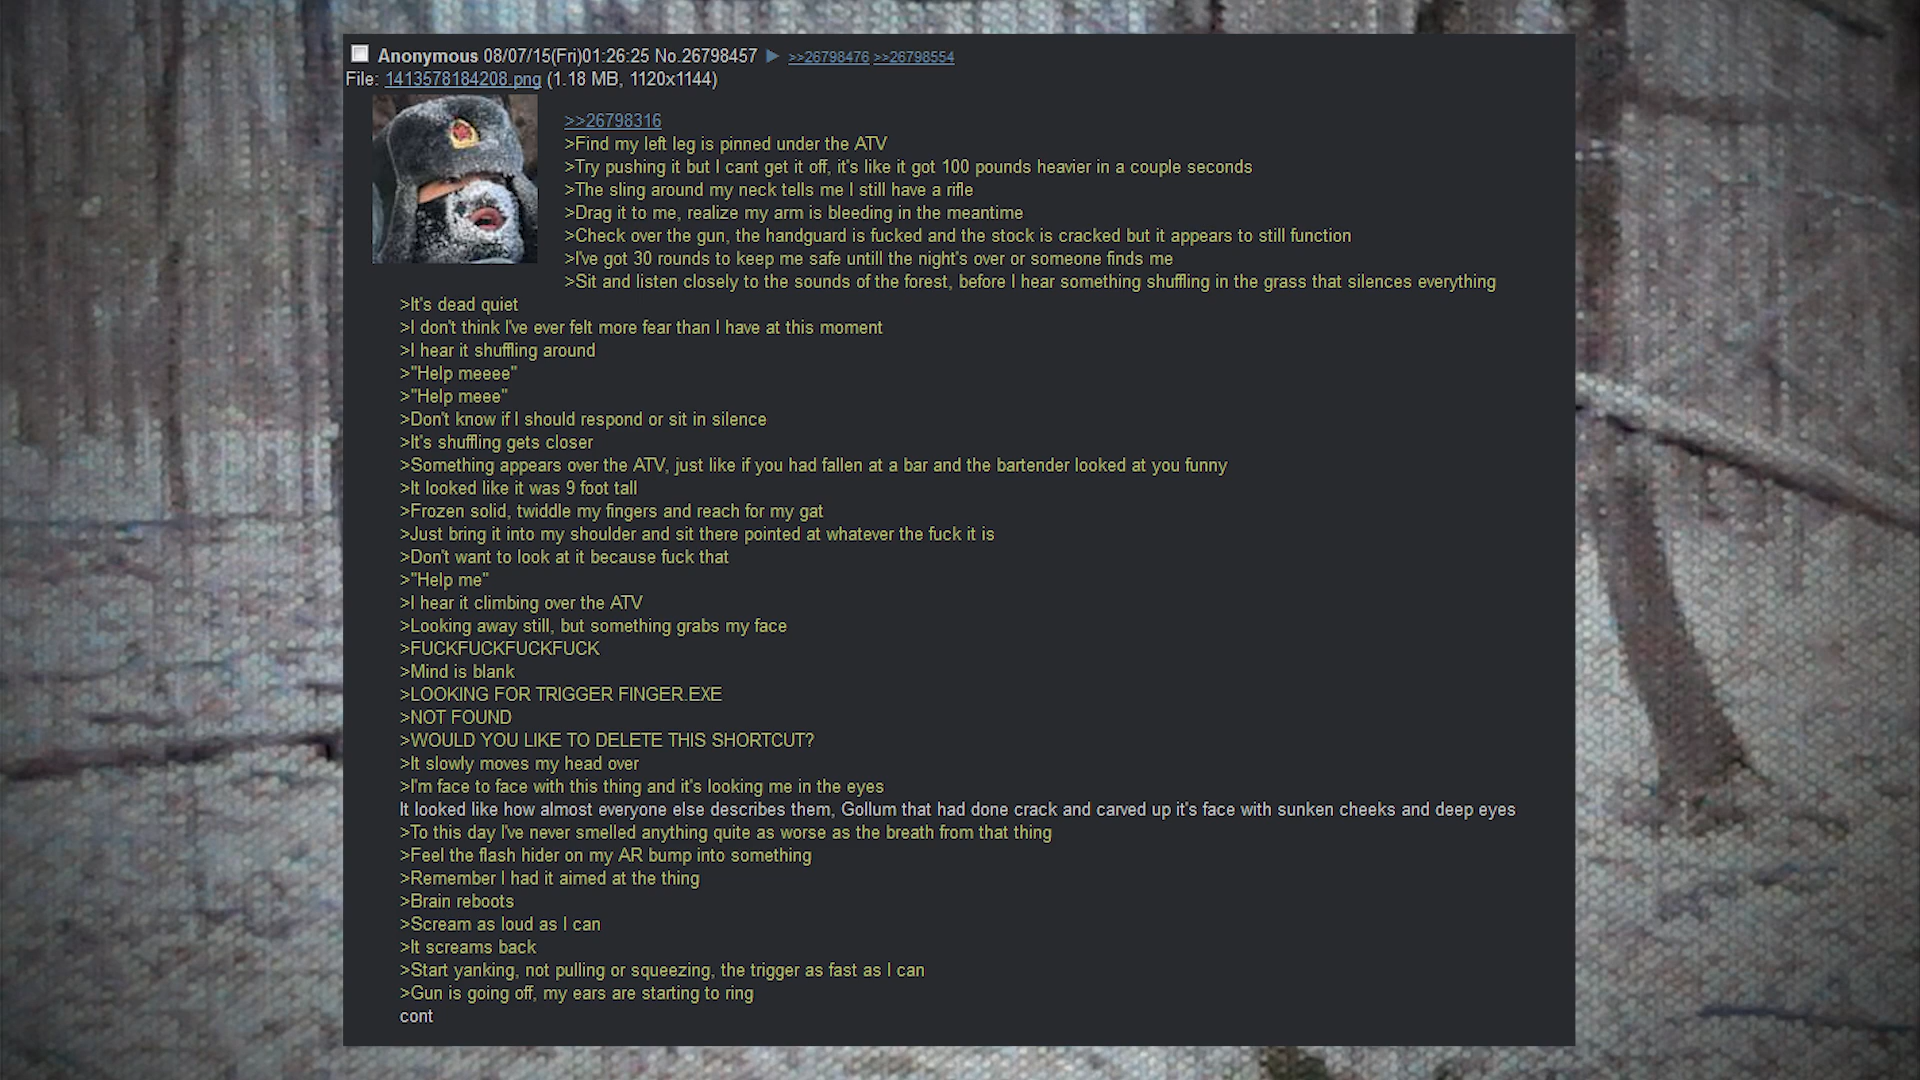 Anonymous 08/07/15(Fri)01:26:25 No.26798457 ▶ >>26798476 >>26798554
File: 1413578184208.png (1.18 MB, 1120x1144)
>>26798316
>Find my left leg is pinned under the ATV
>Try pushing it but I cant get it off, it's like it got 100 pounds heavier in a couple seconds
>The sling around my neck tells me I still have a rifle
>Drag it to me, realize my arm is bleeding in the meantime
>Check over the gun, the handguard is fucked and the stock is cracked but it appears to still function
>I've got 30 rounds to keep me safe untill the night's over or someone finds me
>Sit and listen closely to the sounds of the forest, before I hear something shuffling in the grass that silences everything
>It's dead quiet
>I don't think I've ever felt more fear than I have at this moment
>I hear it shuffling around
>"Help meeee"
>"Help meee"
>Don't know if I should respond or sit in silence
>It's shuffling gets closer
>Something appears over the ATV, just like if you had fallen at a bar and the bartender looked at you funny
>It looked like it was 9 foot tall
>Frozen solid, twiddle my fingers and reach for my gat
>Just bring it into my shoulder and sit there pointed at whatever the fuck it is
>Don't want to look at it because fuck that
>"Help me"
>I hear it climbing over the ATV
>Looking away still, but something grabs my face
>FUCKFUCKFUCKFUCK
>Mind is blank
>LOOKING FOR TRIGGER FINGER.EXE
>NOT FOUND
>WOULD YOU LIKE TO DELETE THIS SHORTCUT?
>It slowly moves my head over
>I'm face to face with this thing and it's looking me in the eyes
It looked like how almost everyone else describes them, Gollum that had done crack and carved up it's face with sunken cheeks and deep eyes
>To this day I've never smelled anything quite as worse as the breath from that thing
>Feel the flash hider on my AR bump into something
>Remember I had it aimed at the thing
>Brain reboots
>Scream as loud as I can
>It screams back
>Start yanking, not pulling or squeezing, the trigger as fast as I can
>Gun is going off, my ears are starting to ring
cont